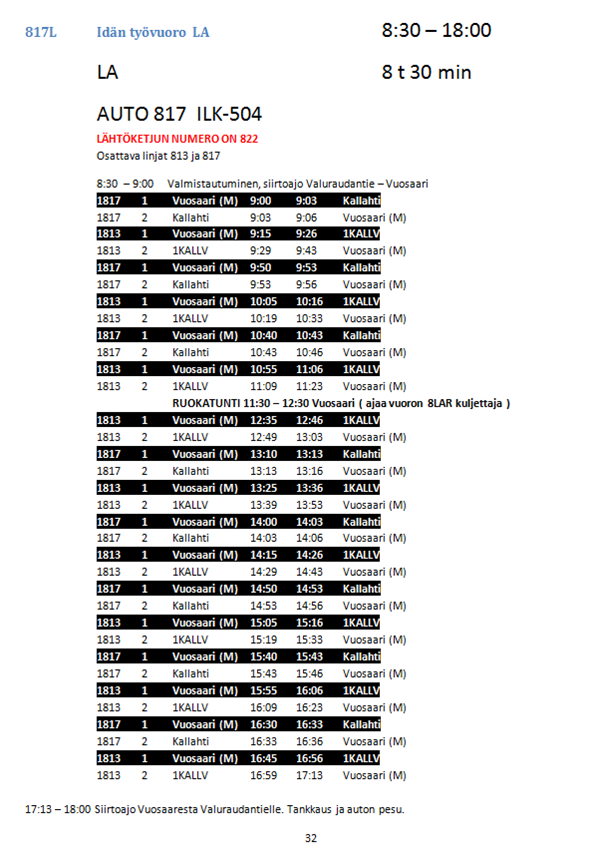 817L Idän työvuoro LA 8:30 – 18:00
LA 8 t 30 min
AUTO 817 ILK-504
LÄHTÖKETJUN NUMERO ON 822
Osattava linjat 813 ja 817
8:30 – 9:00 Valmistautuminen, siirtoajo Valuraudantie – Vuosaari
1817 1 Vuosaari (M) 9:00 9:03 Kallahti
1817 2 Kallahti 9:03 9:06 Vuosaari (M)
1813 1 Vuosaari (M) 9:15 9:26 1KALLV
1813 2 1KALLV 9:29 9:43 Vuosaari (M)
1817 1 Vuosaari (M) 9:50 9:53 Kallahti
1817 2 Kallahti 9:53 9:56 Vuosaari (M)
1813 1 Vuosaari (M) 10:05 10:16 1KALLV
1813 2 1KALLV 10:19 10:33 Vuosaari (M)
1817 1 Vuosaari (M) 10:40 10:43 Kallahti
1817 2 Kallahti 10:43 10:46 Vuosaari (M)
1813 1 Vuosaari (M) 10:55 11:06 1KALLV
1813 2 1KALLV 11:09 11:23 Vuosaari (M)
RUOKATUNTI 11:30 – 12:30 Vuosaari ( ajaa vuoron 8LAR kuljettaja )
1813 1 Vuosaari (M) 12:35 12:46 1KALLV
1813 2 1KALLV 12:49 13:03 Vuosaari (M)
1817 1 Vuosaari (M) 13:10 13:13 Kallahti
1817 2 Kallahti 13:13 13:16 Vuosaari (M)
1813 1 Vuosaari (M) 13:25 13:36 1KALLV
1813 2 1KALLV 13:39 13:53 Vuosaari (M)
1817 1 Vuosaari (M) 14:00 14:03 Kallahti
1817 2 Kallahti 14:03 14:06 Vuosaari (M)
1813 1 Vuosaari (M) 14:15 14:26 1KALLV
1813 2 1KALLV 14:29 14:43 Vuosaari (M)
1817 1 Vuosaari (M) 14:50 14:53 Kallahti
1817 2 Kallahti 14:53 14:56 Vuosaari (M)
1813 1 Vuosaari (M) 15:05 15:16 1KALLV
1813 2 1KALLV 15:19 15:33 Vuosaari (M)
1817 1 Vuosaari (M) 15:40 15:43 Kallahti
1817 2 Kallahti 15:43 15:46 Vuosaari (M)
1813 1 Vuosaari (M) 15:55 16:06 1KALLV
1813 2 1KALLV 16:09 16:23 Vuosaari (M)
1817 1 Vuosaari (M) 16:30 16:33 Kallahti
1817 2 Kallahti 16:33 16:36 Vuosaari (M)
1813 1 Vuosaari (M) 16:45 16:56 1KALLV
1813 2 1KALLV 16:59 17:13 Vuosaari (M)
17:13 – 18:00 Siirtoajo Vuosaaresta Valuraudantielle. Tankkaus ja auton pesu.
32